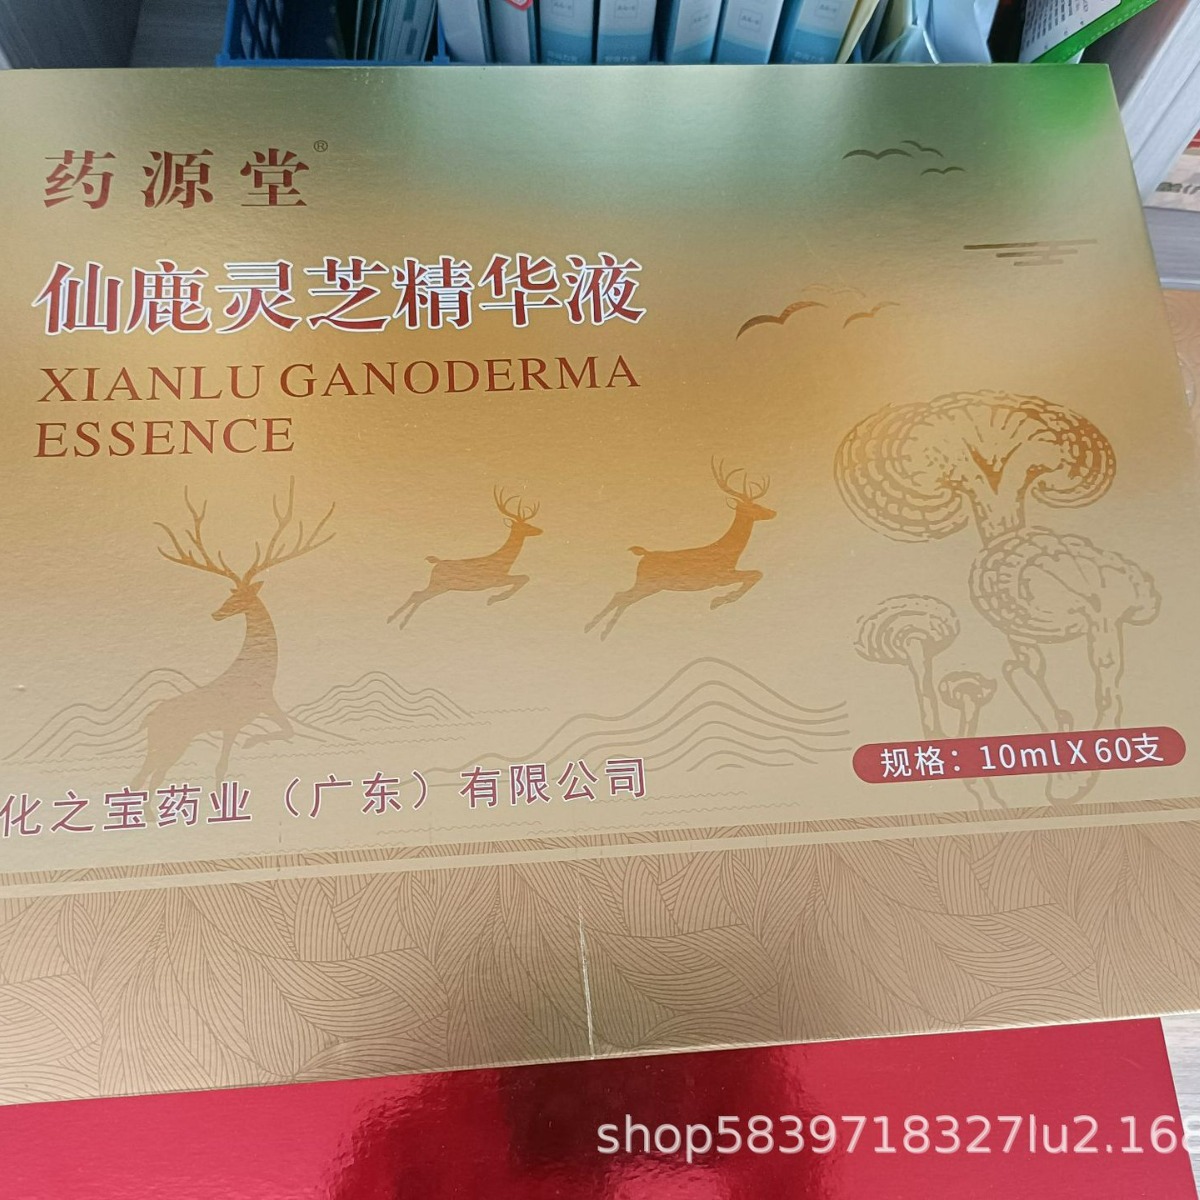 药源堂®
仙鹿灵芝精华液
XIANLU GANODERMA
ESSENCE
规格：10ml X 60支
化之宝药业（广东）有限公司
shop5839718327lu2.168